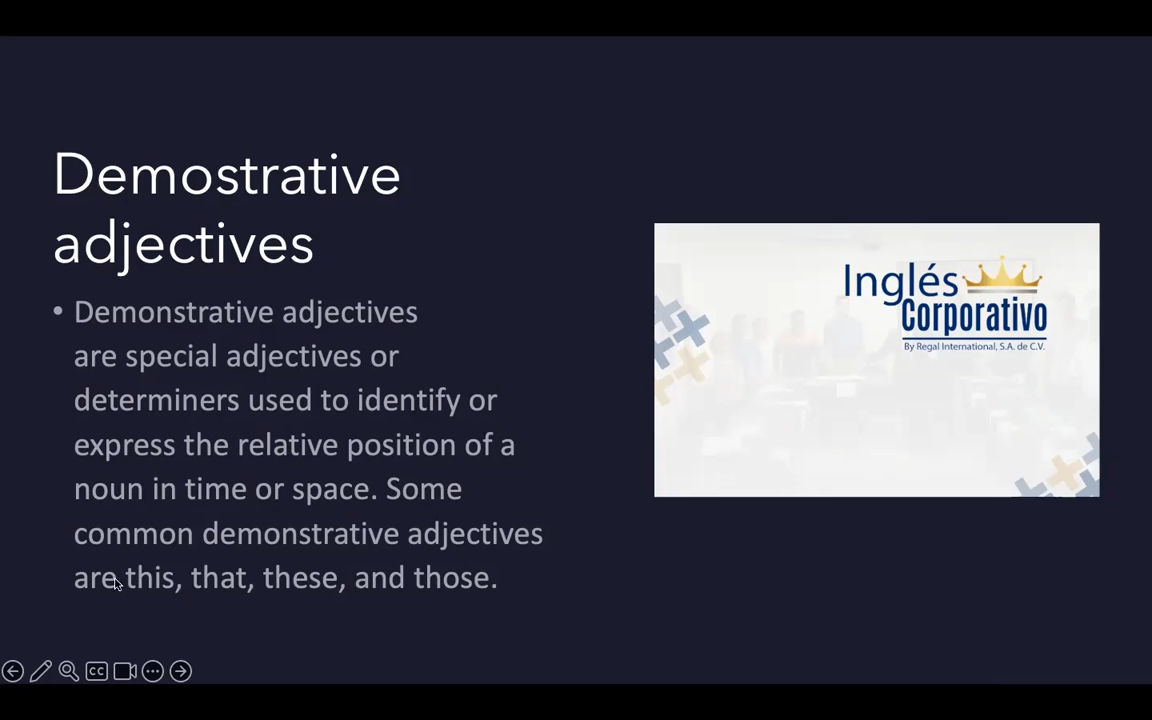 Demostrative
adjectives
• Demonstrative adjectives
are special adjectives or
determiners used to identify or
express the relative position of a
noun in time or space. Some
common demonstrative adjectives
are this, that, these, and those.
Inglés
Corporativo
By Regal International, S.A. de C.V.
CC